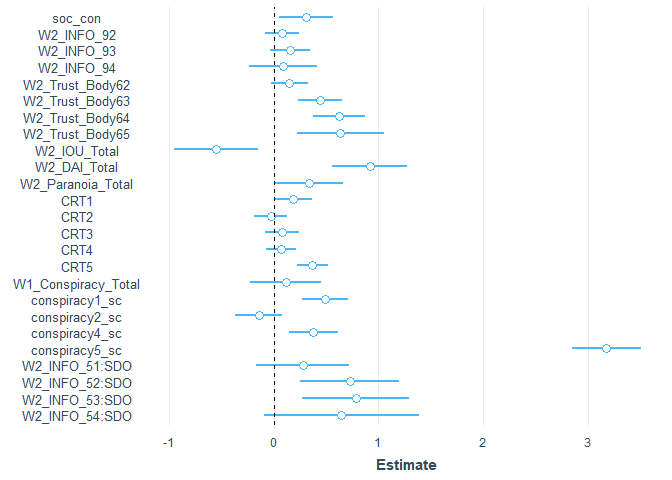 soc_con
W2_INFO_92
W2_INFO_93
W2_INFO_94
W2_Trust_Body62
W2_Trust_Body63
W2_Trust_Body64
W2_Trust_Body65
W2_IOU_Total
W2_DAI_Total
W2_Paranoia_Total
CRT1
CRT2
CRT3
CRT4
CRT5
W1_Conspiracy_Total
conspiracy1_sc
conspiracy2_sc
conspiracy4_sc
conspiracy5_sc
W2_INFO_51:SDO
W2_INFO_52:SDO
W2_INFO_53:SDO
W2_INFO_54:SDO
-1 0 1 2 3
Estimate